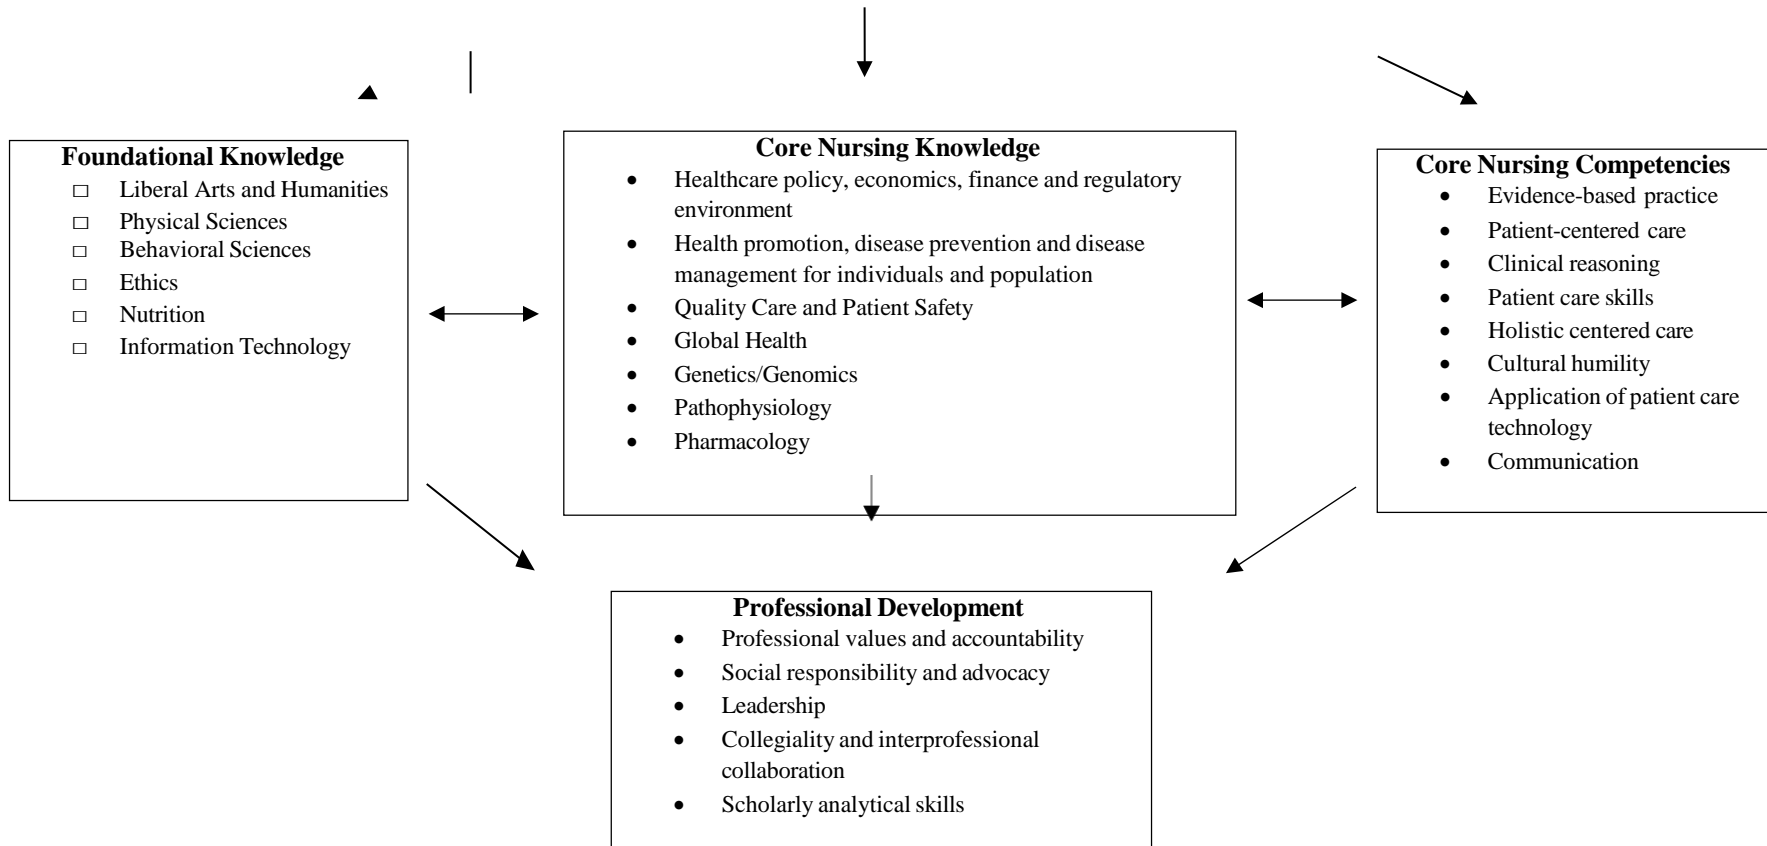 Foundational Knowledge
□ Liberal Arts and Humanities
□ Physical Sciences
□ Behavioral Sciences
□ Ethics
□ Nutrition
□ Information Technology
Core Nursing Knowledge
• Healthcare policy, economics, finance and regulatory
environment
• Health promotion, disease prevention and disease
management for individuals and population
• Quality Care and Patient Safety
• Global Health
• Genetics/Genomics
• Pathophysiology
• Pharmacology
Core Nursing Competencies
• Evidence-based practice
• Patient-centered care
• Clinical reasoning
• Patient care skills
• Holistic centered care
• Cultural humility
• Application of patient care
technology
• Communication
Professional Development
• Professional values and accountability
• Social responsibility and advocacy
• Leadership
• Collegiality and interprofessional
collaboration
• Scholarly analytical skills